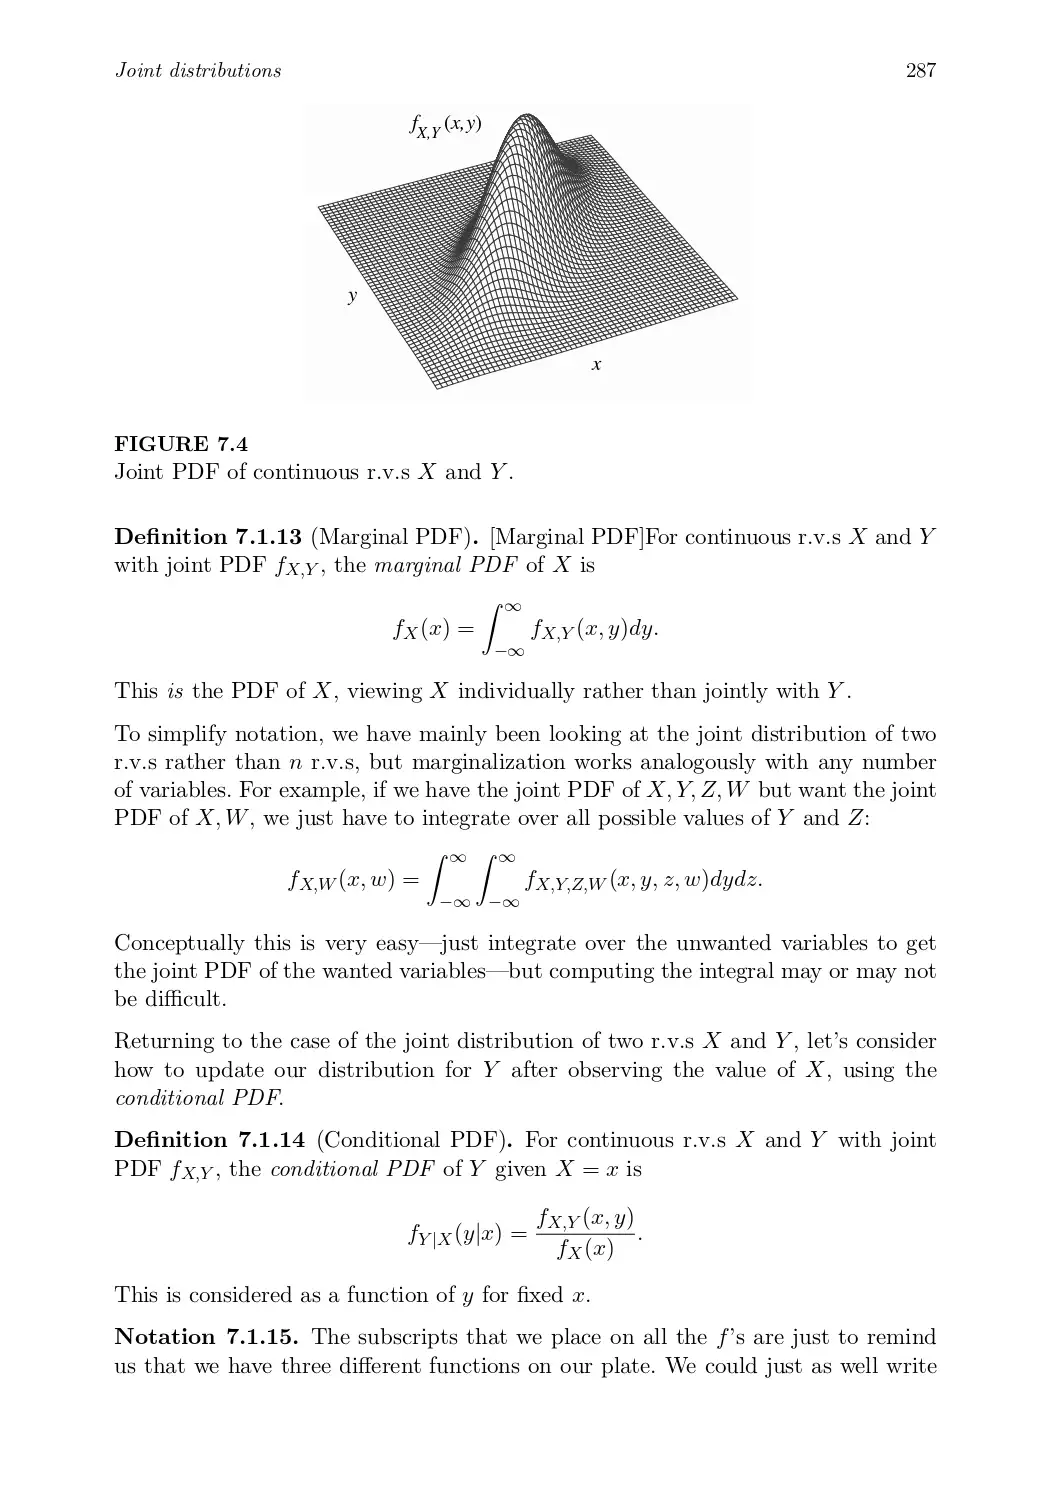 Joint distributions 287
f_{X,Y}(x,y)
y
x
FIGURE 7.4
Joint PDF of continuous r.v.s X and Y.
Definition 7.1.13 (Marginal PDF). [Marginal PDF]For continuous r.v.s X and Y
with joint PDF f_{X,Y}, the marginal PDF of X is
f_X(x) = ∫_{−∞}^{∞} f_{X,Y}(x, y)dy.
This is the PDF of X, viewing X individually rather than jointly with Y.
To simplify notation, we have mainly been looking at the joint distribution of two
r.v.s rather than n r.v.s, but marginalization works analogously with any number
of variables. For example, if we have the joint PDF of X, Y, Z, W but want the joint
PDF of X, W, we just have to integrate over all possible values of Y and Z:
f_{X,W}(x, w) = ∫_{−∞}^{∞} ∫_{−∞}^{∞} f_{X,Y,Z,W}(x, y, z, w)dydz.
Conceptually this is very easy—just integrate over the unwanted variables to get
the joint PDF of the wanted variables—but computing the integral may or may not
be difficult.
Returning to the case of the joint distribution of two r.v.s X and Y, let's consider
how to update our distribution for Y after observing the value of X, using the
conditional PDF.
Definition 7.1.14 (Conditional PDF). For continuous r.v.s X and Y with joint
PDF f_{X,Y}, the conditional PDF of Y given X = x is
f_{Y|X}(y|x) = f_{X,Y}(x, y) / f_X(x).
This is considered as a function of y for fixed x.
Notation 7.1.15. The subscripts that we place on all the f's are just to remind
us that we have three different functions on our plate. We could just as well write